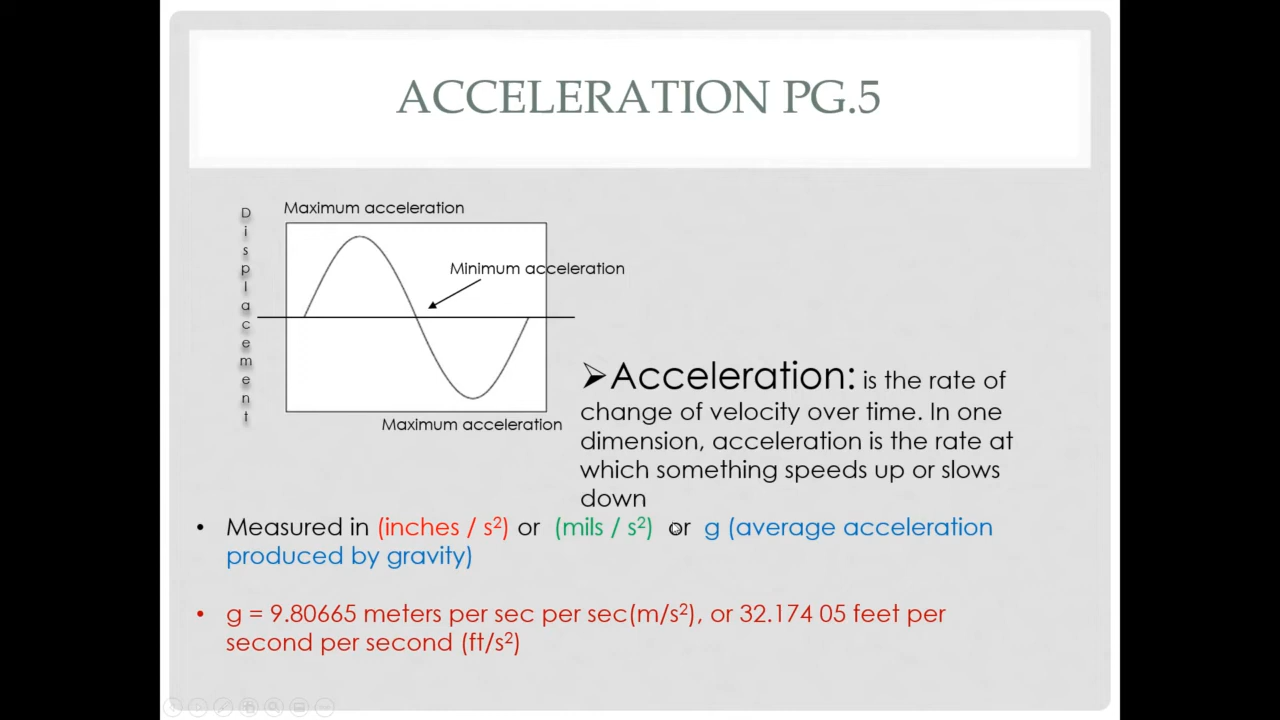 ACCELERATION PG.5
Displacement
Maximum acceleration
Minimum acceleration
Maximum acceleration
➢Acceleration: is the rate of
change of velocity over time. In one
dimension, acceleration is the rate at
which something speeds up or slows
down
• Measured in (inches / s²) or (mils / s²) or g (average acceleration
produced by gravity)
• g = 9.80665 meters per sec per sec(m/s²), or 32.174 05 feet per
second per second (ft/s²)